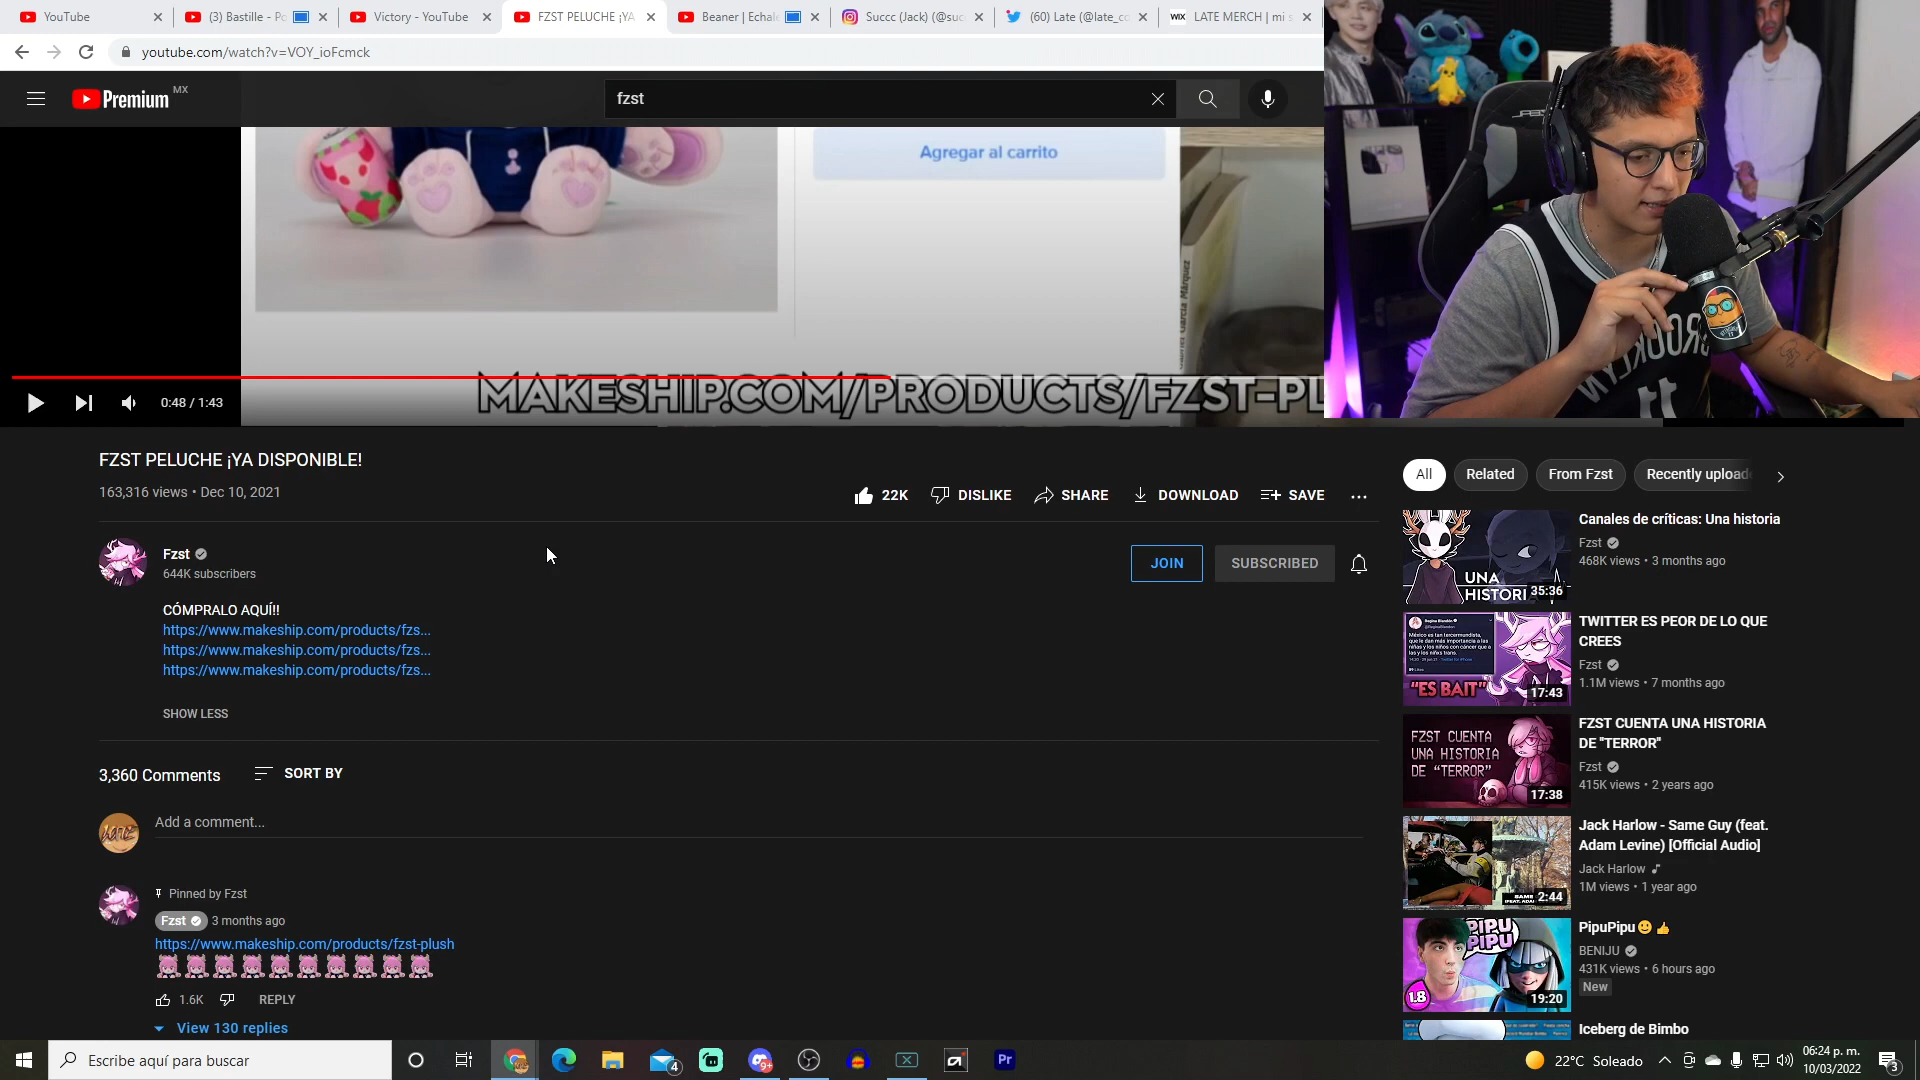 YouTube
(3) Bastille - Po
Victory - YouTube
FZST PELUCHE ¡YA
Beaner | Echale
Succc (Jack) (@suc
(60) Late (@late_co
WIX LATE MERCH | mi s
youtube.com/watch?v=VOY_ioFcmck
Premium MX
fzst
Agregar al carrito
MAKESHIP.COM/PRODUCTS/FZST-PL
0:48 / 1:43
FZST PELUCHE ¡YA DISPONIBLE!
163,316 views • Dec 10, 2021
22K DISLIKE SHARE DOWNLOAD SAVE ...
Fzst
644K subscribers
JOIN SUBSCRIBED
CÓMPRALO AQUÍ!!
https://www.makeship.com/products/fzs...
https://www.makeship.com/products/fzs...
https://www.makeship.com/products/fzs...
SHOW LESS
3,360 Comments SORT BY
Add a comment...
Pinned by Fzst
Fzst 3 months ago
https://www.makeship.com/products/fzst-plush
1.6K REPLY
View 130 replies
All Related From Fzst Recently uploade
UNA
HISTORI
35:36
Canales de críticas: Una historia
Fzst
468K views • 3 months ago
"ES BAIT"
17:43
TWITTER ES PEOR DE LO QUE
CREES
Fzst
1.1M views • 7 months ago
FZST CUENTA
UNA HISTORIA
DE "TERROR"
17:38
FZST CUENTA UNA HISTORIA
DE "TERROR"
Fzst
415K views • 2 years ago
2:44
Jack Harlow - Same Guy (feat.
Adam Levine) [Official Audio]
Jack Harlow
1M views • 1 year ago
PIPU
PIPU
1.8
19:20
PipuPipu
BENIJU
431K views • 6 hours ago
New
Iceberg de Bimbo
Escribe aquí para buscar
4
9+
Pr
22°C Soleado
06:24 p. m.
10/03/2022
3